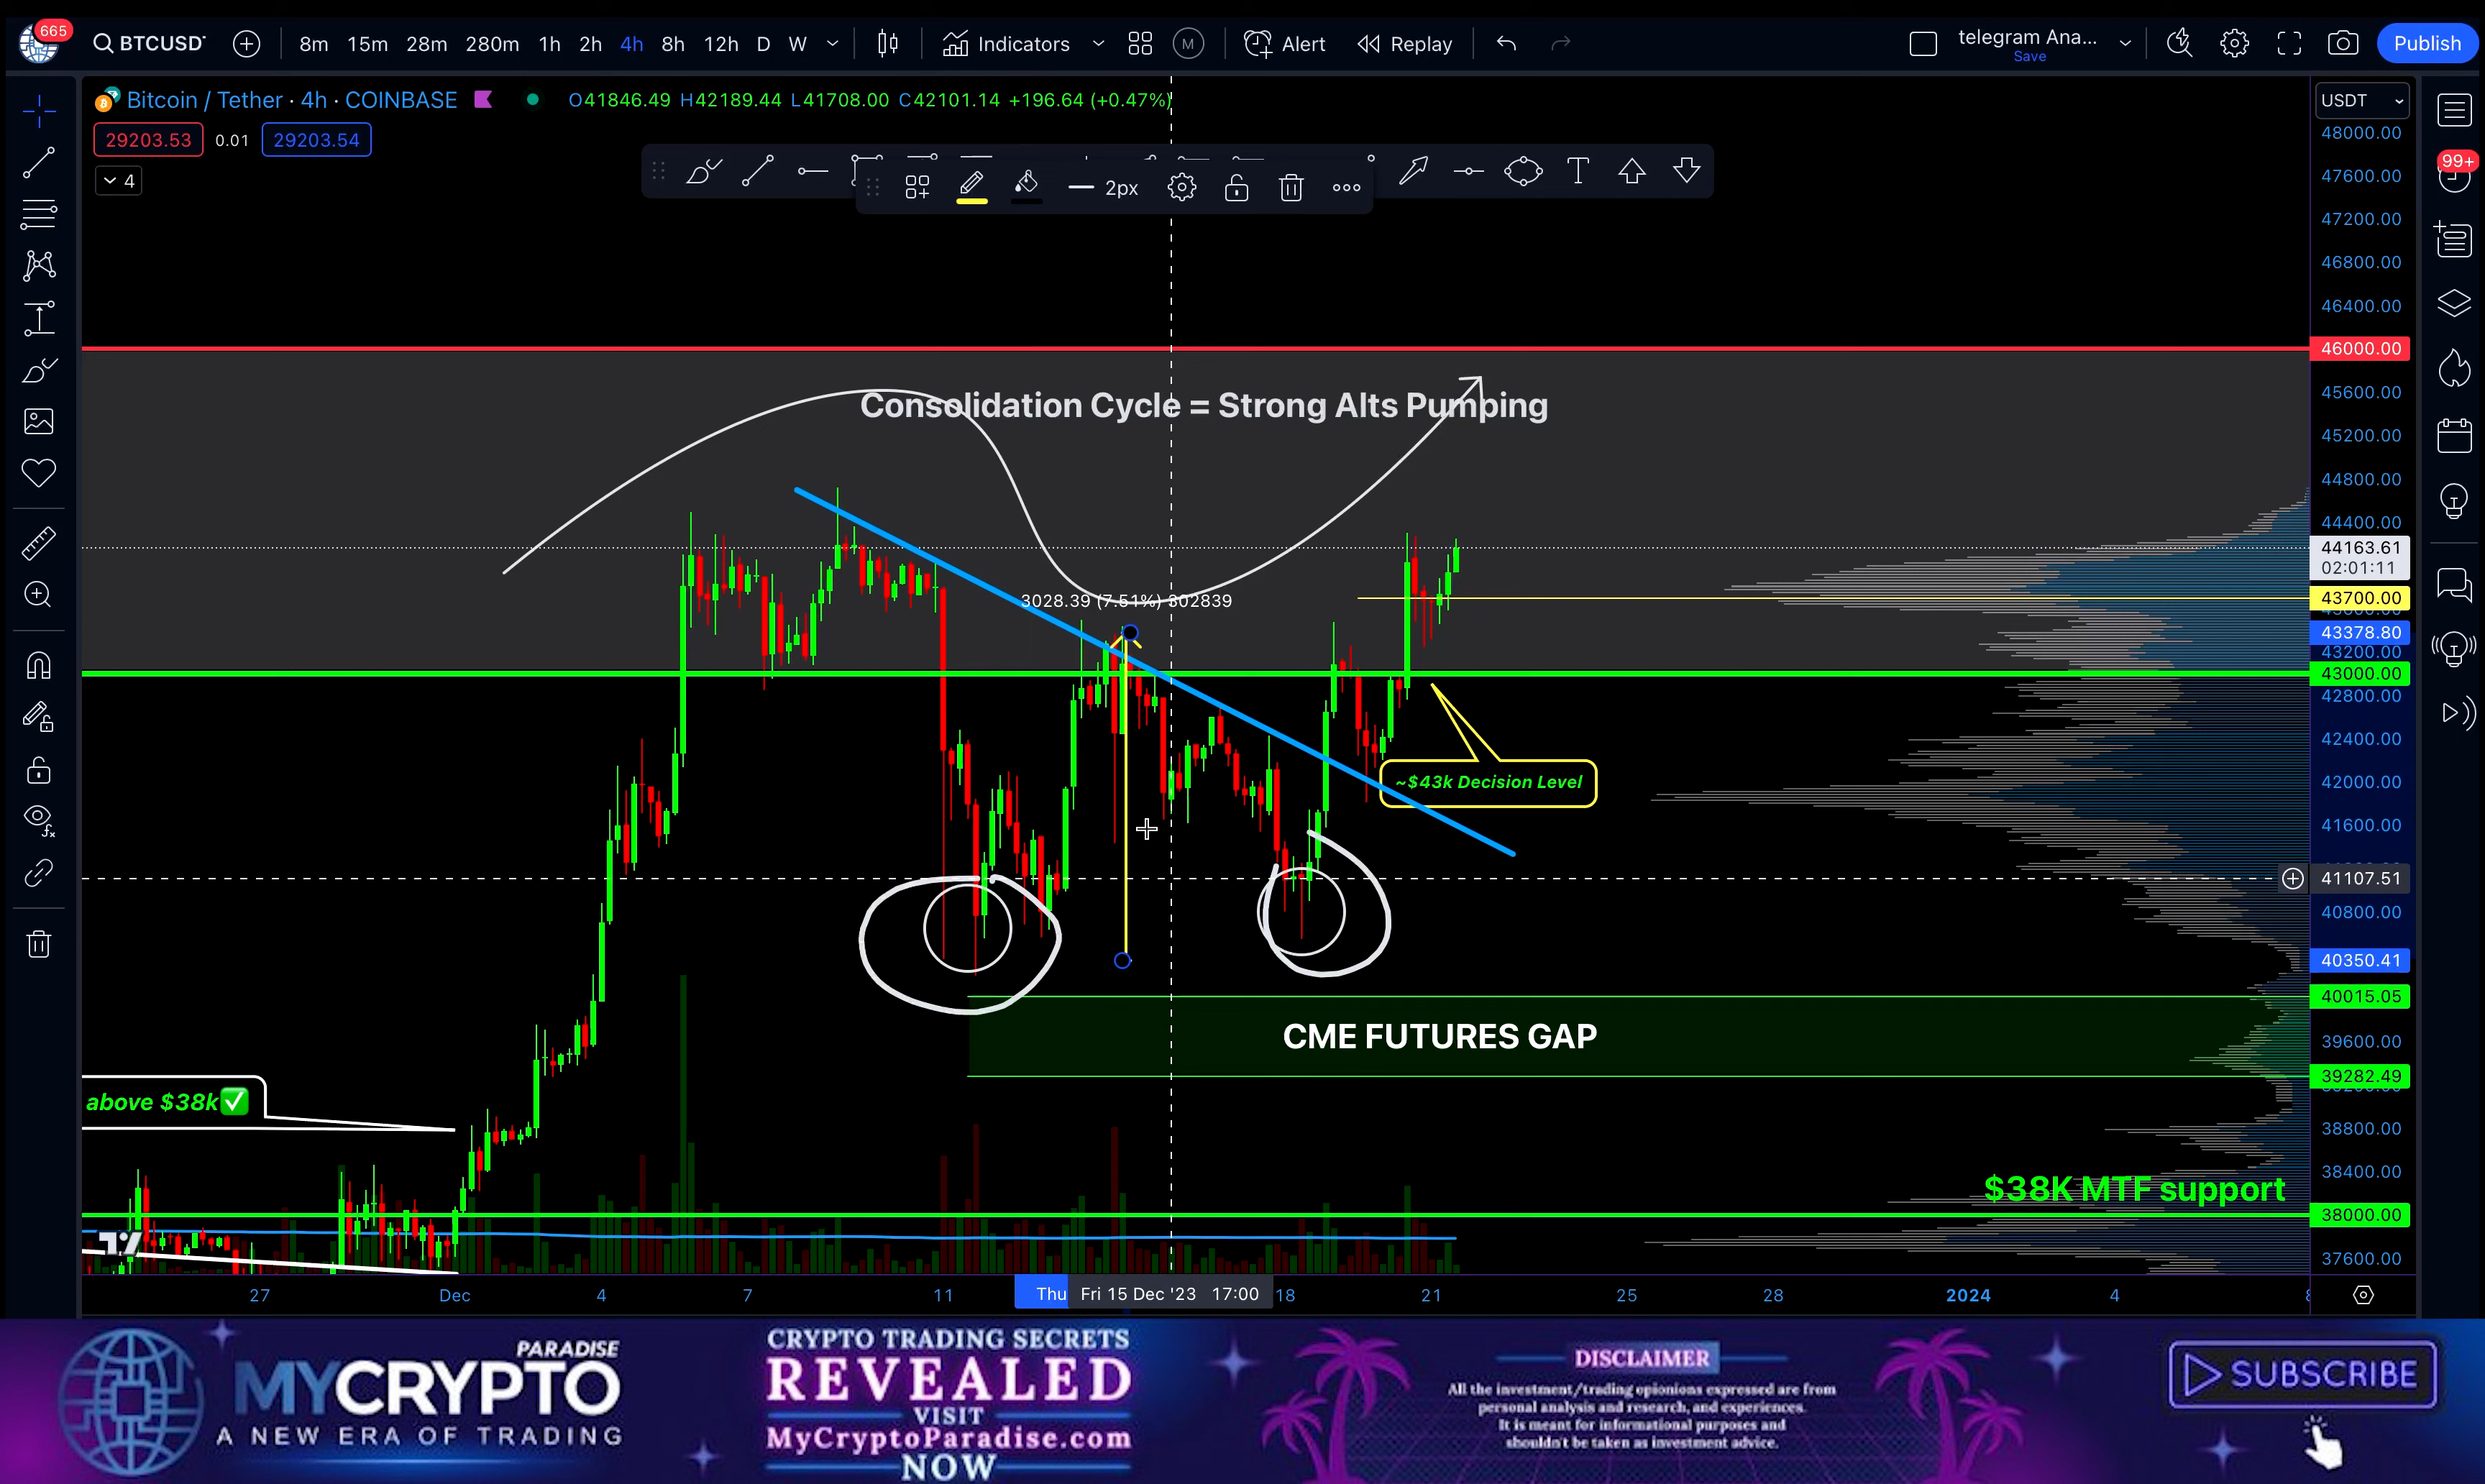 665
BTCUSD
8m 15m 28m 280m 1h 2h 4h 8h 12h D W
Indicators
M
Alert
Replay
telegram Ana...
Save
Publish
Bitcoin / Tether · 4h · COINBASE
O41846.49 H42189.44 L41708.00 C42101.14 +196.64 (+0.47%)
29203.53 0.01 29203.54
4
2px
USDT
99+
48000.00
47600.00
47200.00
46800.00
46400.00
46000.00
45600.00
45200.00
44800.00
44400.00
44163.61
02:01:11
43700.00
43378.80
43200.00
43000.00
42800.00
42400.00
42000.00
41600.00
41107.51
40800.00
40350.41
40015.05
39600.00
39282.49
38800.00
38400.00
38000.00
37600.00
Consolidation Cycle = Strong Alts Pumping
3028.39 (7.51%) 302839
~$43k Decision Level
CME FUTURES GAP
above $38k✅
$38K MTF support
27 Dec 4 7 11 Thu Fri 15 Dec '23 17:00 18 21 25 28 2024 4
PARADISE
MYCRYPTO
A NEW ERA OF TRADING
CRYPTO TRADING SECRETS
REVEALED
VISIT
MyCryptoParadise.com
NOW
DISCLAIMER
All the investment/trading opionions expressed are from
personal analysis and research, and experiences.
It is meant for informational purposes and
shouldn't be taken as investment advice.
SUBSCRIBE